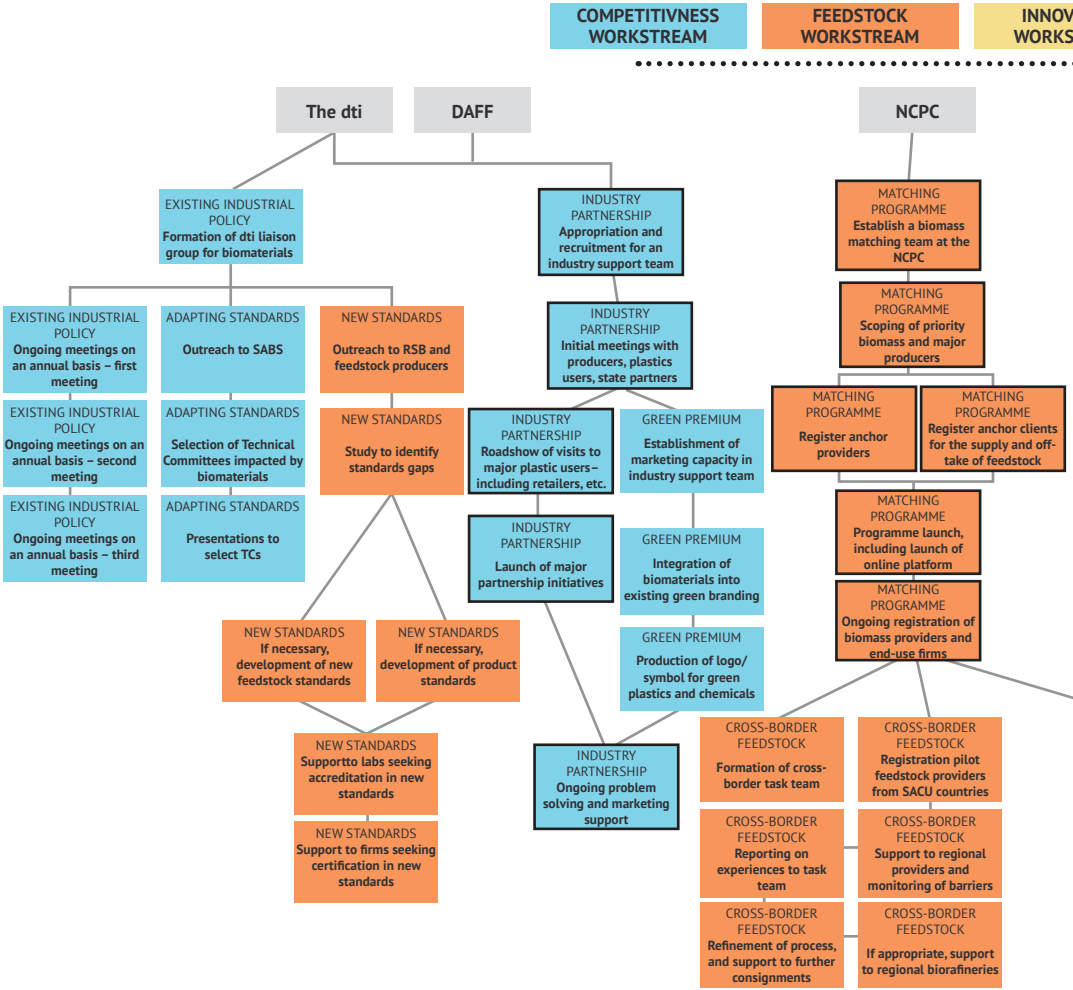 COMPETITIVNESS
WORKSTREAM
FEEDSTOCK
WORKSTREAM
INNOV
WORKS
The dti
DAFF
NCPC
EXISTING INDUSTRIAL
POLICY
Formation of dti liaison
group for biomaterials
INDUSTRY
PARTNERSHIP
Appropriation and
recruitment for an
industry support team
MATCHING
PROGRAMME
Establish a biomass
matching team at the
NCPC
EXISTING INDUSTRIAL
POLICY
Ongoing meetings on
an annual basis – first
meeting
ADAPTING STANDARDS
Outreach to SABS
NEW STANDARDS
Outreach to RSB and
feedstock producers
INDUSTRY
PARTNERSHIP
Initial meetings with
producers, plastics
users, state partners
MATCHING
PROGRAMME
Scoping of priority
biomass and major
producers
EXISTING INDUSTRIAL
POLICY
Ongoing meetings on an
annual basis – second
meeting
ADAPTING STANDARDS
Selection of Technical
Committees impacted by
biomaterials
NEW STANDARDS
Study to identify
standards gaps
INDUSTRY
PARTNERSHIP
Roadshow of visits to
major plastic users–
including retailers, etc.
GREEN PREMIUM
Establishment of
marketing capacity in
industry support team
MATCHING
PROGRAMME
Register anchor
providers
MATCHING
PROGRAMME
Register anchor clients
for the supply and off-
take of feedstock
EXISTING INDUSTRIAL
POLICY
Ongoing meetings on
an annual basis – third
meeting
ADAPTING STANDARDS
Presentations to
select TCs
INDUSTRY
PARTNERSHIP
Launch of major
partnership initiatives
GREEN PREMIUM
Integration of
biomaterials into
existing green branding
MATCHING
PROGRAMME
Programme launch,
including launch of
online platform
MATCHING
PROGRAMME
Ongoing registration of
biomass providers and
end-use firms
NEW STANDARDS
If necessary,
development of new
feedstock standards
NEW STANDARDS
If necessary,
development of product
standards
GREEN PREMIUM
Production of logo/
symbol for green
plastics and chemicals
NEW STANDARDS
Supportto labs seeking
accreditation in new
standards
INDUSTRY
PARTNERSHIP
Ongoing problem
solving and marketing
support
CROSS-BORDER
FEEDSTOCK
Formation of cross-
border task team
CROSS-BORDER
FEEDSTOCK
Registration pilot
feedstock providers
from SACU countries
NEW STANDARDS
Support to firms seeking
certification in new
standards
CROSS-BORDER
FEEDSTOCK
Reporting on
experiences to task
team
CROSS-BORDER
FEEDSTOCK
Support to regional
providers and
monitoring of barriers
CROSS-BORDER
FEEDSTOCK
Refinement of process,
and support to further
consignments
CROSS-BORDER
FEEDSTOCK
If appropriate, support
to regional biorafineries